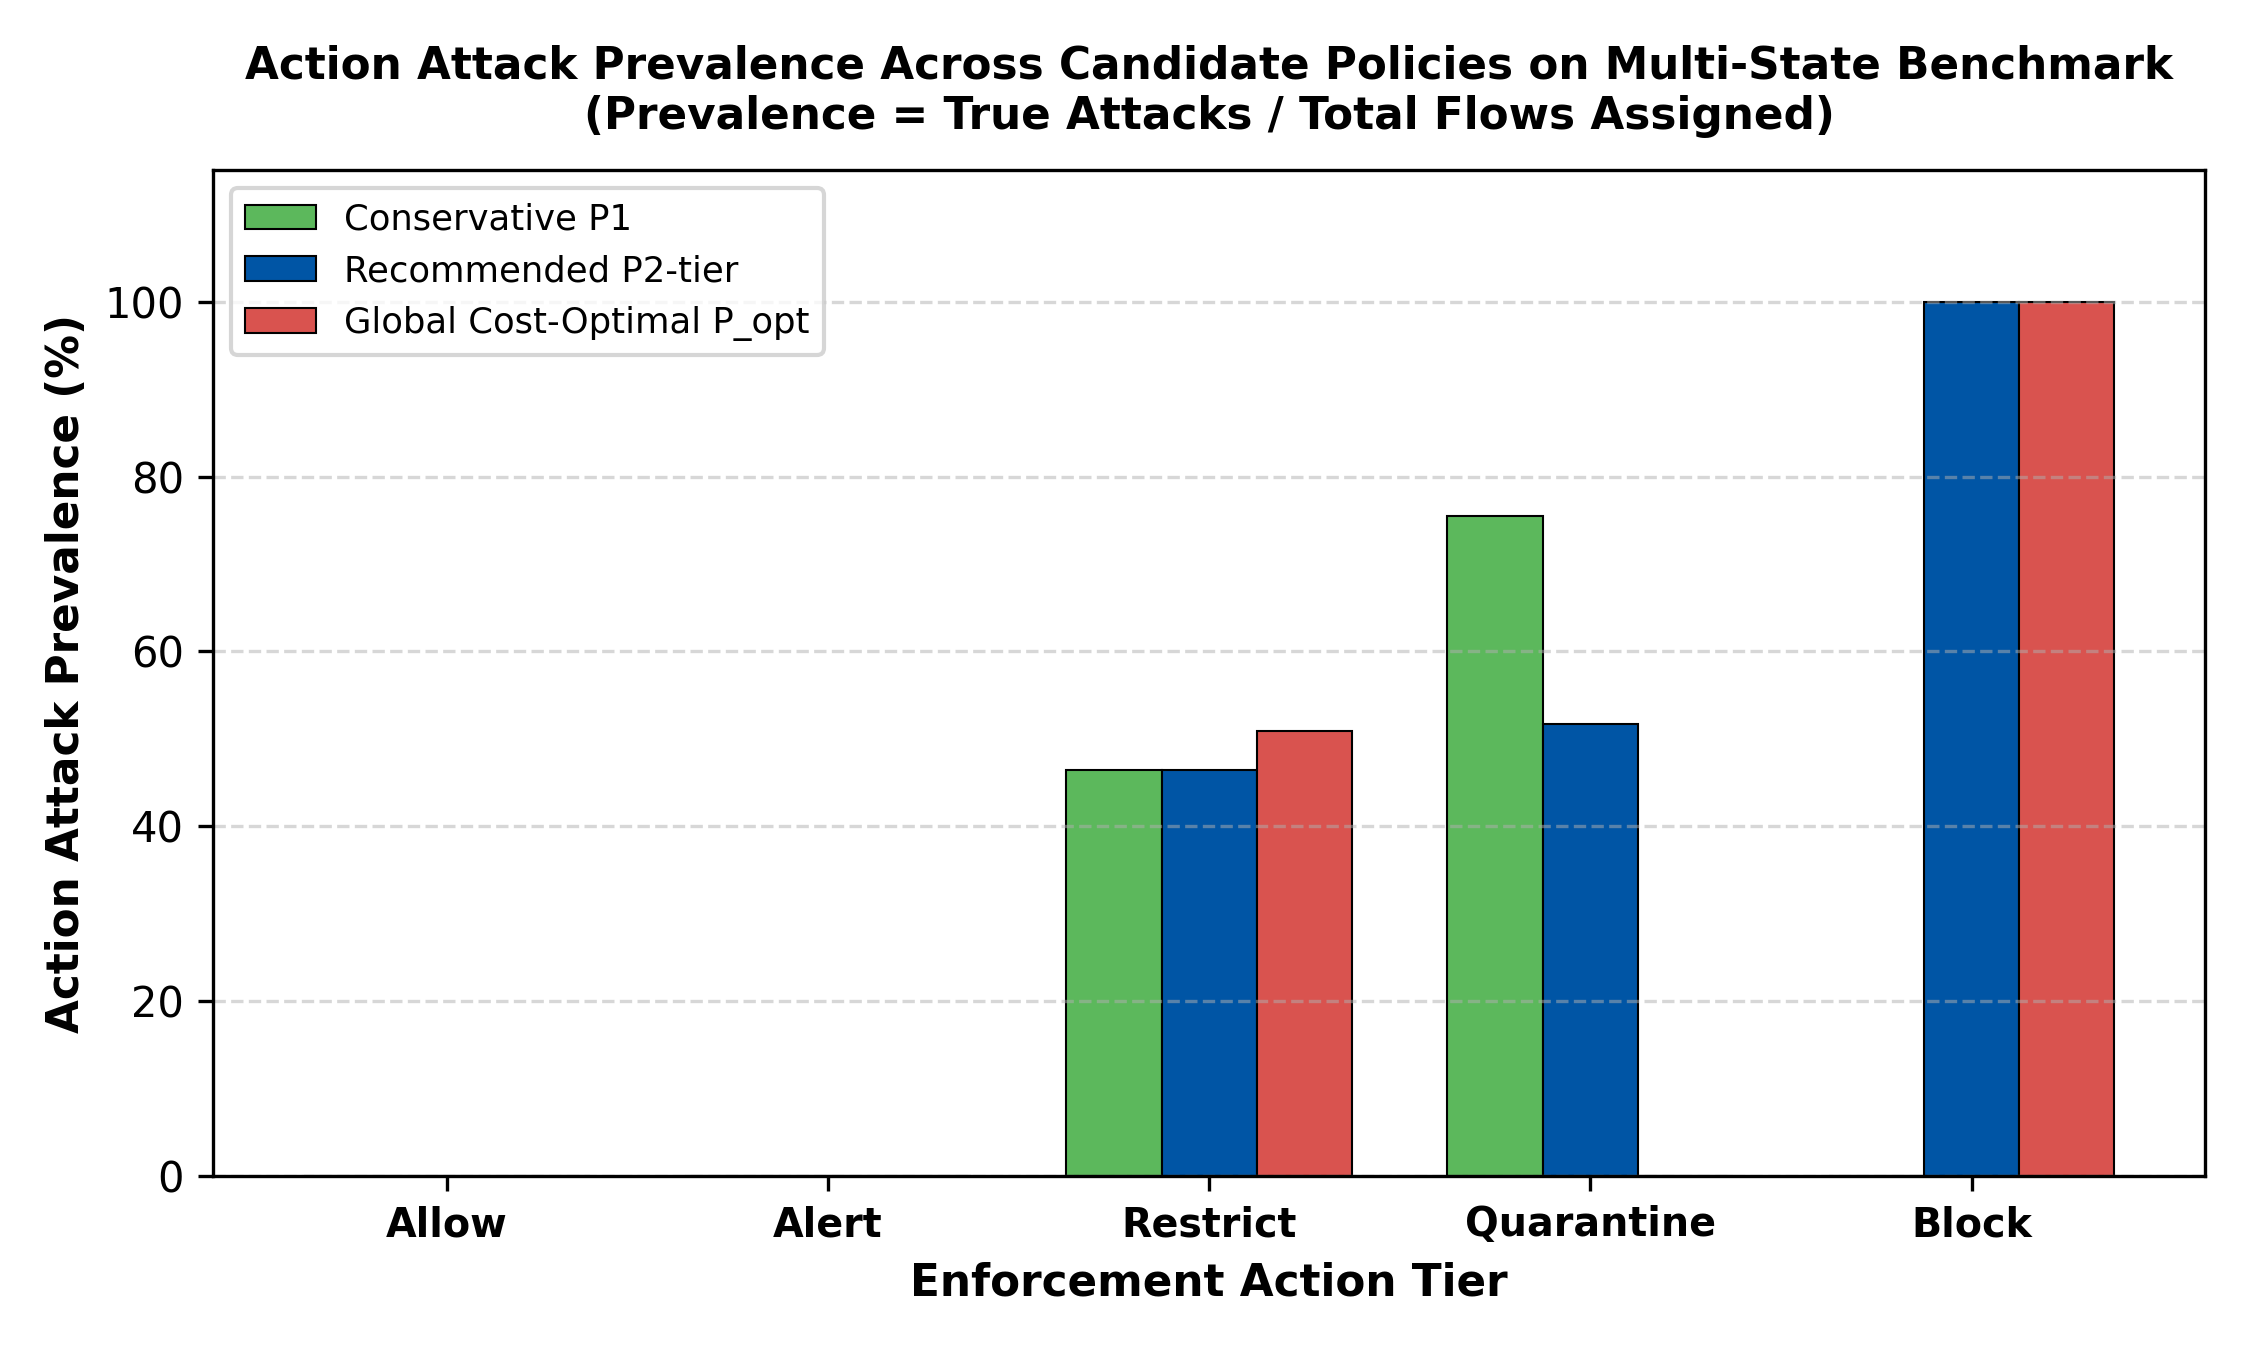 Action Attack Prevalence Across Candidate Policies on Multi-State Benchmark
(Prevalence = True Attacks / Total Flows Assigned)
Conservative P1
Recommended P2-tier
Global Cost-Optimal P_opt
Action Attack Prevalence (%)
100
80
60
40
20
0
Allow
Alert
Restrict
Quarantine
Block
Enforcement Action Tier